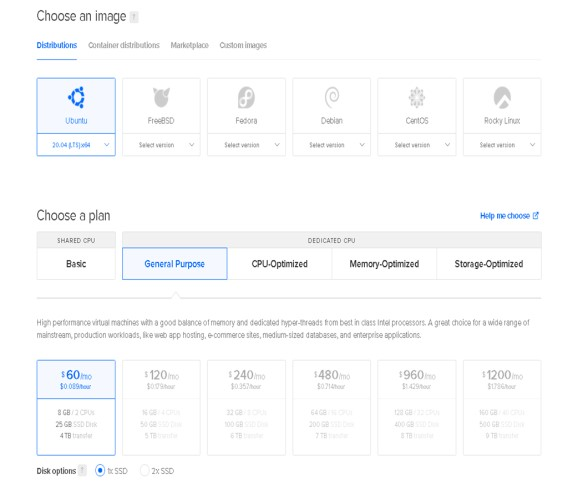 Choose an image ?
Distributions Container distributions Marketplace Custom images
Ubuntu FreeBSD Fedora Debian CentOS Rocky Linux
20.04 (LTS) x64 Select version Select version Select version Select version Select version
Choose a plan Help me choose
SHARED CPU DEDICATED CPU
Basic General Purpose CPU-Optimized Memory-Optimized Storage-Optimized
High performance virtual machines with a good balance of memory and dedicated hyper-threads from best in class Intel processors. A great choice for a wide range of
mainstream, production workloads, like web app hosting, e-commerce sites, medium-sized databases, and enterprise applications.
$60/mo $120/mo $240/mo $480/mo $960/mo $1200/mo
$0.089/hour $0.179/hour $0.357/hour $0.714/hour $1.429/hour $1.786/hour
8 GB / 2 CPUs 16 GB / 4 CPUs 32 GB / 8 CPUs 64 GB / 16 CPUs 128 GB / 32 CPUs 160 GB / 40 CPUs
25 GB SSD Disk 50 GB SSD Disk 100 GB SSD Disk 200 GB SSD Disk 400 GB SSD Disk 500 GB SSD Disk
4 TB transfer 5 TB transfer 6 TB transfer 7 TB transfer 8 TB transfer 9 TB transfer
Disk options ? 1x SSD 2x SSD